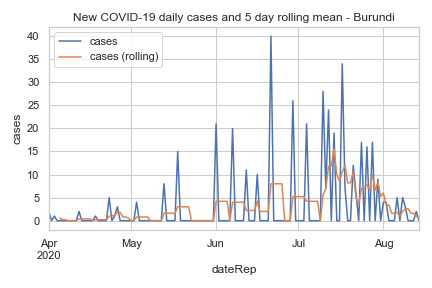 New COVID-19 daily cases and 5 day rolling mean - Burundi
cases
cases (rolling)
40
35
30
25
20
15
10
5
0
cases
Apr
2020
May
Jun
Jul
Aug
dateRep